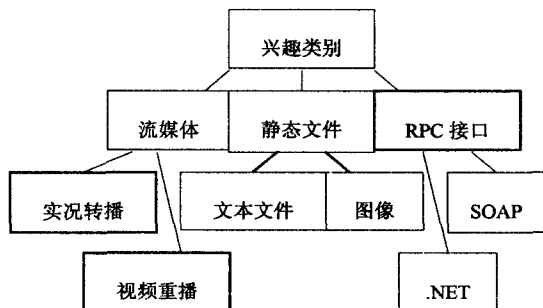 兴趣类别
流媒体
静态文件
RPC 接口
实况转播
文本文件
图像
SOAP
视频重播
.NET